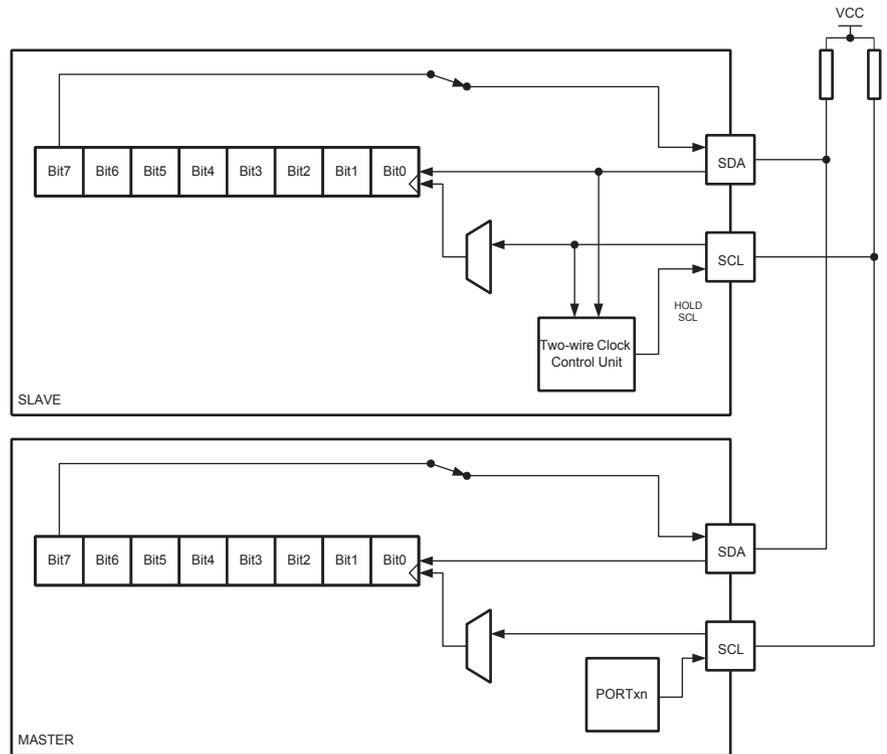 VCC
Bit7 Bit6 Bit5 Bit4 Bit3 Bit2 Bit1 Bit0
SDA
SCL
HOLD
SCL
Two-wire Clock
Control Unit
SLAVE
Bit7 Bit6 Bit5 Bit4 Bit3 Bit2 Bit1 Bit0
SDA
SCL
PORTxn
MASTER